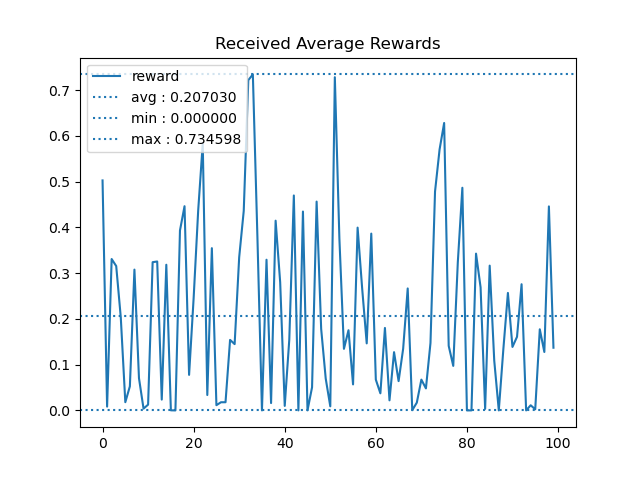 Received Average Rewards
reward
avg : 0.207030
min : 0.000000
max : 0.734598
0.7
0.6
0.5
0.4
0.3
0.2
0.1
0.0
0 20 40 60 80 100